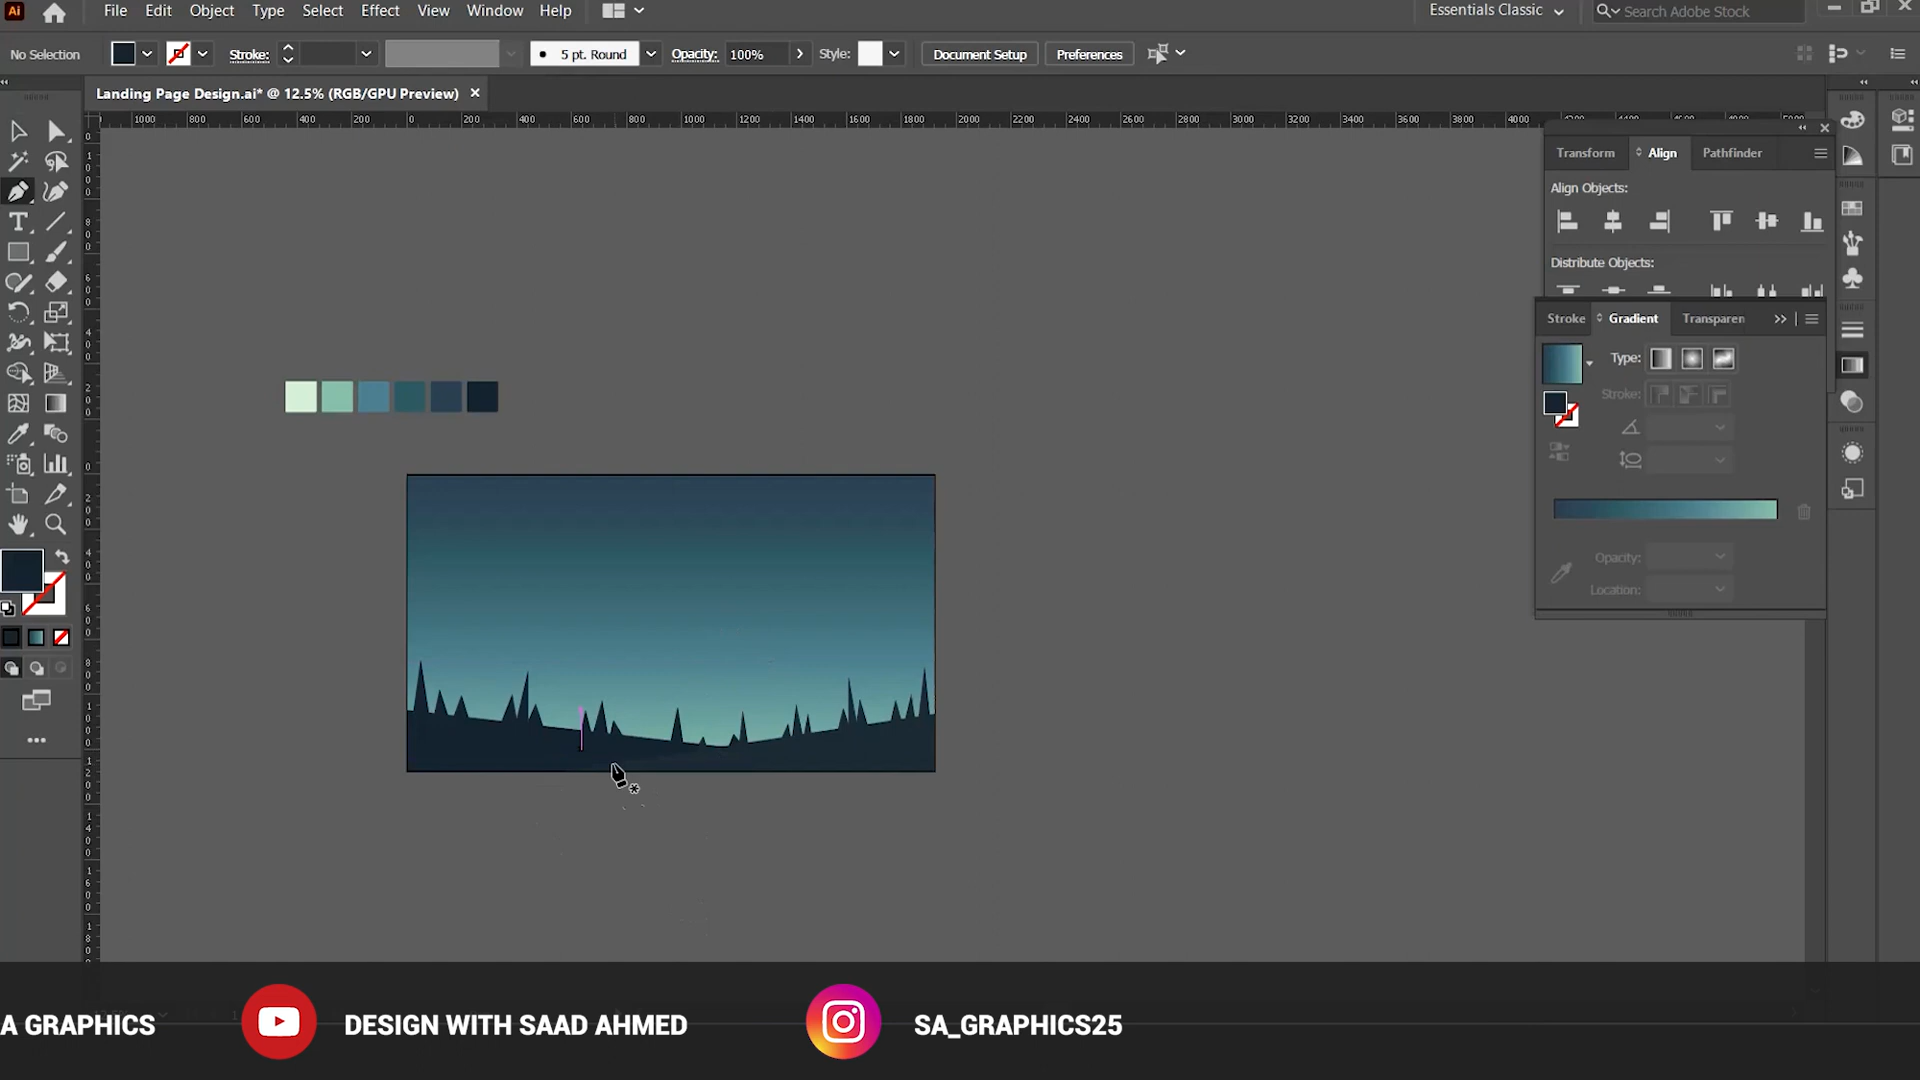 Ai File Edit Object Type Select Effect View Window Help Essentials Classic Search Adobe Stock
No Selection Stroke: 5 pt. Round Opacity: 100% Style: Document Setup Preferences
Landing Page Design.ai* @ 12.5% (RGB/GPU Preview)
1000 800 600 400 200 0 200 400 600 800 1000 1200 1400 1600 1800 2000 2200 2400 2600 2800 3000 3200 3400 3600 3800 4000
Transform Align Pathfinder
Align Objects:
Distribute Objects:
Stroke Gradient Transparen
Type:
Stroke:
Opacity:
Location:
A GRAPHICS DESIGN WITH SAAD AHMED SA_GRAPHICS25